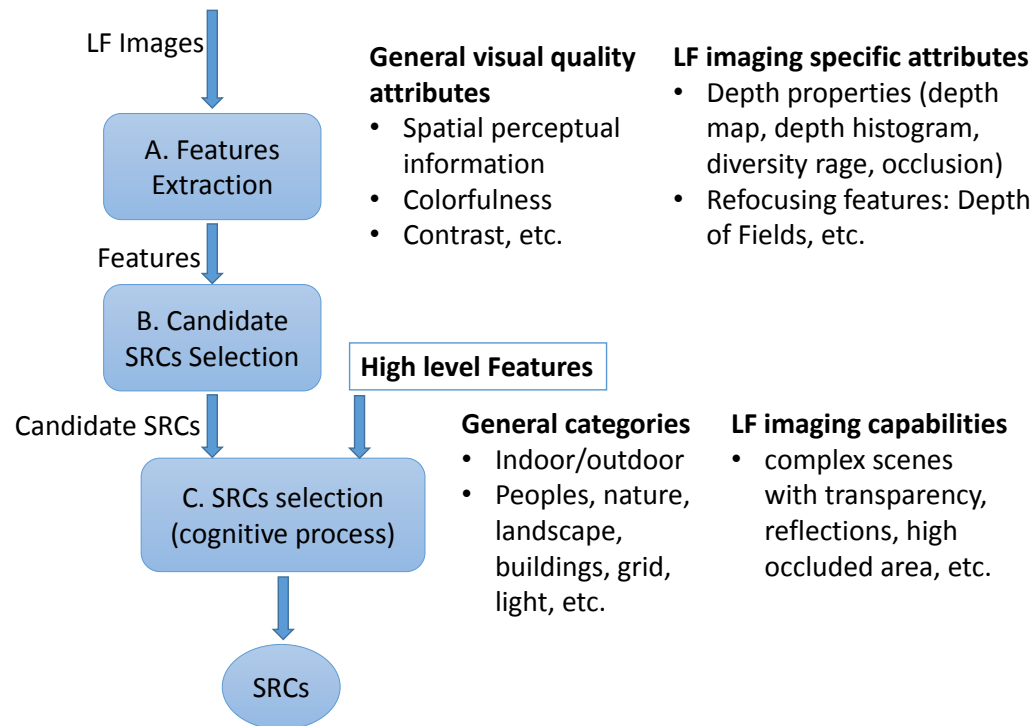 LF Images
General visual quality
attributes
• Spatial perceptual
information
• Colorfulness
• Contrast, etc.
LF imaging specific attributes
• Depth properties (depth
map, depth histogram,
diversity rage, occlusion)
• Refocusing features: Depth
of Fields, etc.
A. Features
Extraction
Features
B. Candidate
SRCs Selection
High level Features
Candidate SRCs
General categories
• Indoor/outdoor
• Peoples, nature,
landscape,
buildings, grid,
light, etc.
LF imaging capabilities
• complex scenes
with transparency,
reflections, high
occluded area, etc.
C. SRCs selection
(cognitive process)
SRCs